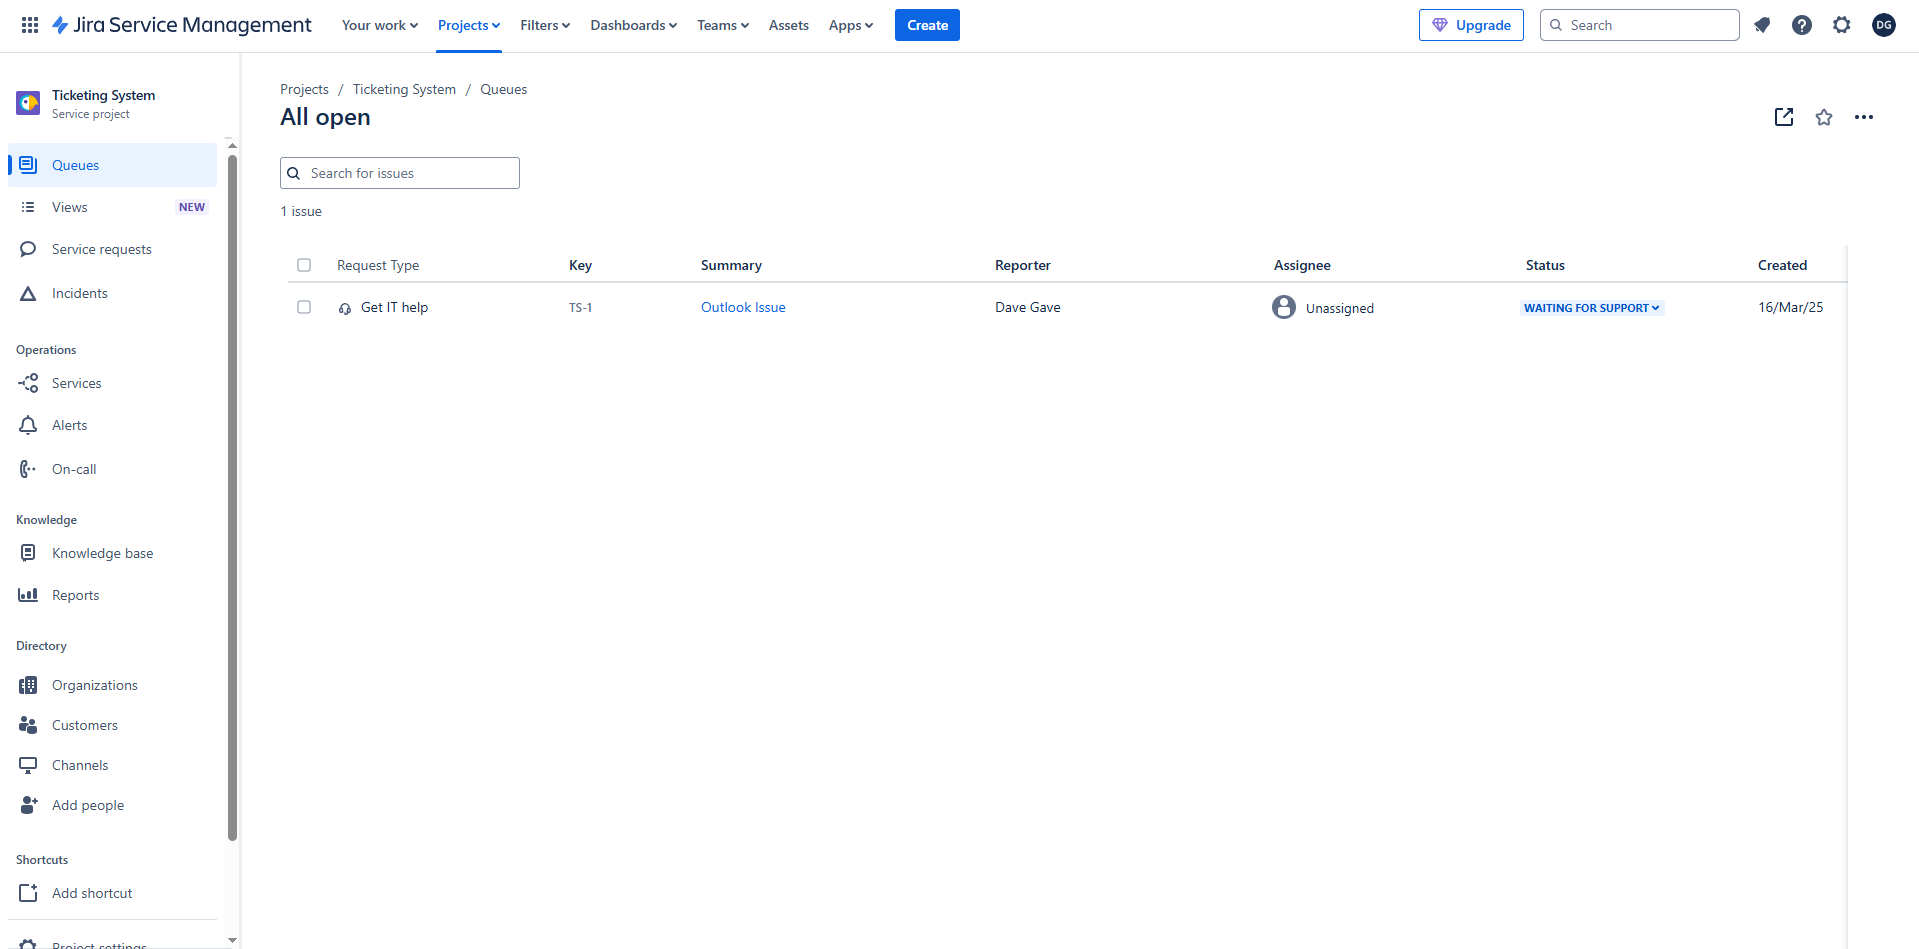 Jira Service Management
Your work
Projects
Filters
Dashboards
Teams
Assets
Apps
Create
Upgrade
Search
DG
Ticketing System
Service project
Queues
Views
NEW
Service requests
Incidents
Operations
Services
Alerts
On-call
Knowledge
Knowledge base
Reports
Directory
Organizations
Customers
Channels
Add people
Shortcuts
Add shortcut
Project settings
Projects / Ticketing System / Queues
All open
Search for issues
1 issue
Request Type Key Summary Reporter Assignee Status Created
Get IT help TS-1 Outlook Issue Dave Gave Unassigned WAITING FOR SUPPORT 16/Mar/25